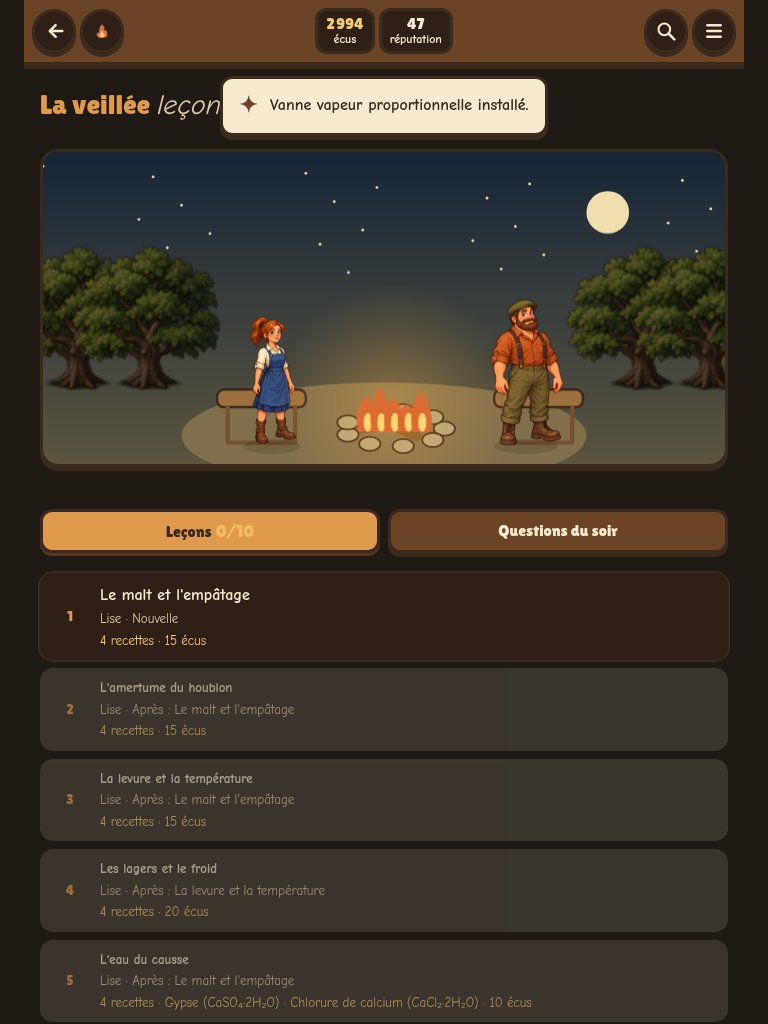 2 994
écus
47
réputation
La veillée leçon
Vanne vapeur proportionnelle installé.
Leçons 0/10
Questions du soir
1
Le malt et l'empâtage
Lise · Nouvelle
4 recettes · 15 écus
2
L'amertume du houblon
Lise · Après : Le malt et l'empâtage
4 recettes · 15 écus
3
La levure et la température
Lise · Après : Le malt et l'empâtage
4 recettes · 15 écus
4
Les lagers et le froid
Lise · Après : La levure et la température
4 recettes · 20 écus
5
L'eau du causse
Lise · Après : Le malt et l'empâtage
4 recettes · Gypse (CaSO₄·2H₂O) · Chlorure de calcium (CaCl₂·2H₂O) · 10 écus